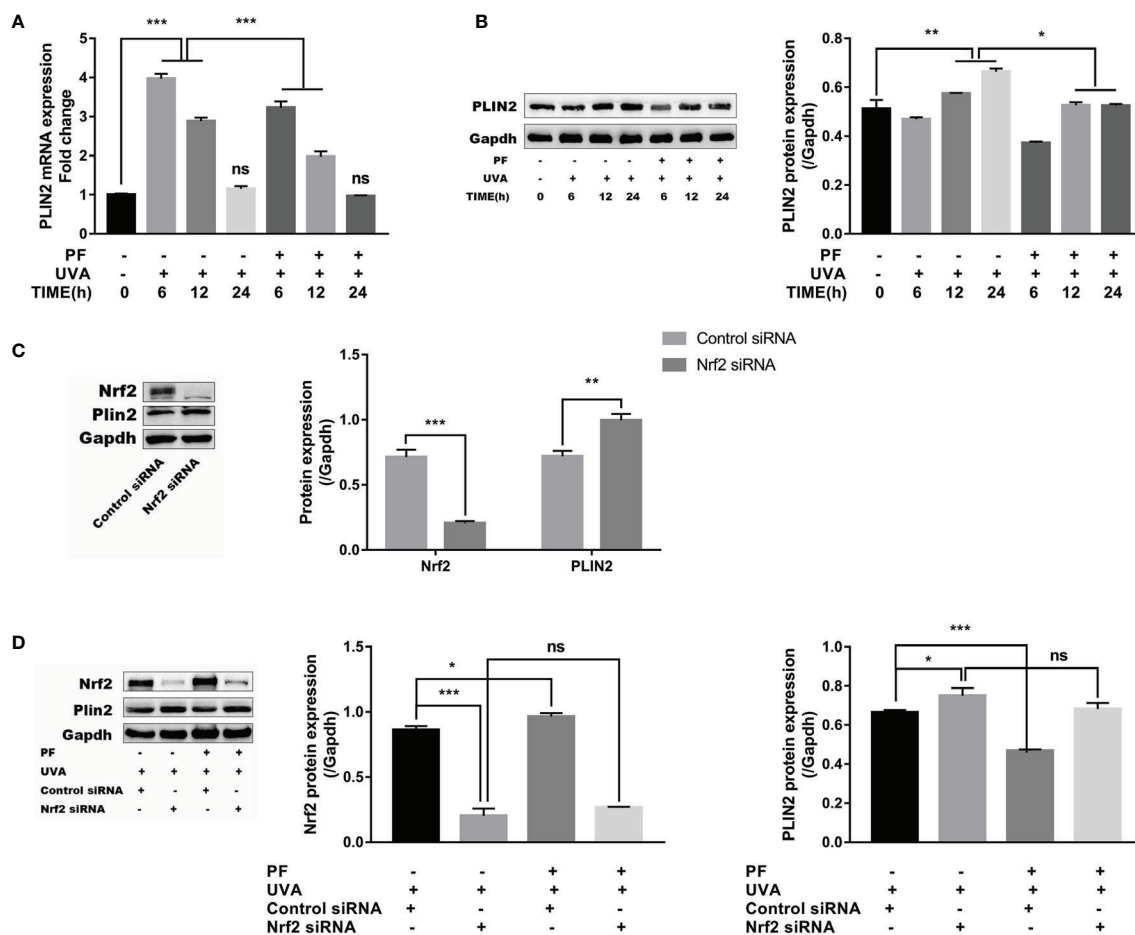 A
PLIN2 mRNA expression
Fold change
5
4
3
2
1
0
***
***
ns
ns
PF - - - - + + +
UVA - + + + + + +
TIME(h) 0 6 12 24 6 12 24
B
PLIN2
Gapdh
PF - - - - + + +
UVA - + + + + + +
TIME(h) 0 6 12 24 6 12 24
PLIN2 protein expression
(/Gapdh)
0.8
0.6
0.4
0.2
0.0
**
*
PF - - - - + + +
UVA - + + + + + +
TIME(h) 0 6 12 24 6 12 24
C
Nrf2
Plin2
Gapdh
Control siRNA
Nrf2 siRNA
Protein expression
(/Gapdh)
1.5
1.0
0.5
0.0
***
**
Nrf2 PLIN2
Control siRNA
Nrf2 siRNA
D
Nrf2
Plin2
Gapdh
PF - - + +
UVA + + + +
Control siRNA + - + -
Nrf2 siRNA - + - +
Nrf2 protein expression
(/Gapdh)
1.5
1.0
0.5
0.0
*
***
ns
PF - - + +
UVA + + + +
Control siRNA + - + -
Nrf2 siRNA - + - +
PLIN2 protein expression
(/Gapdh)
1.0
0.8
0.6
0.4
0.2
0.0
***
*
ns
PF - - + +
UVA + + + +
Control siRNA + - + -
Nrf2 siRNA - + - +